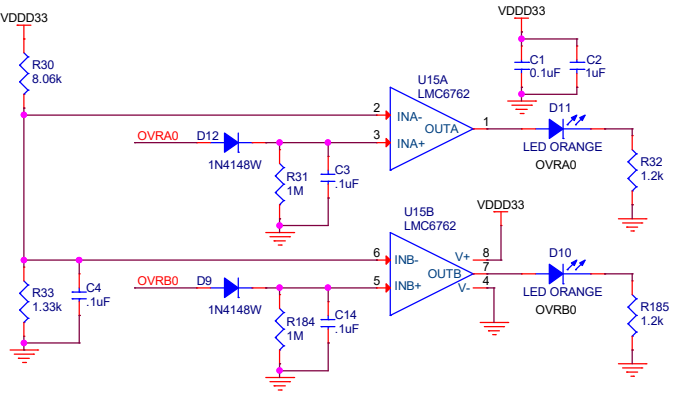 VDDD33
VDDD33
R30
8.06k
C1
0.1uF
C2
1uF
U15A
LMC6762
2
INA-
3
INA+
OUTA
1
D11
LED ORANGE
OVRA0
OVRA0
D12
1N4148W
R31
1M
C3
.1uF
R32
1.2k
U15B
LMC6762
VDDD33
6
INB-
5
INB+
V+
8
OUTB
7
V-
4
D10
LED ORANGE
OVRB0
OVRB0
D9
1N4148W
R33
1.33k
C4
.1uF
R184
1M
C14
.1uF
R185
1.2k